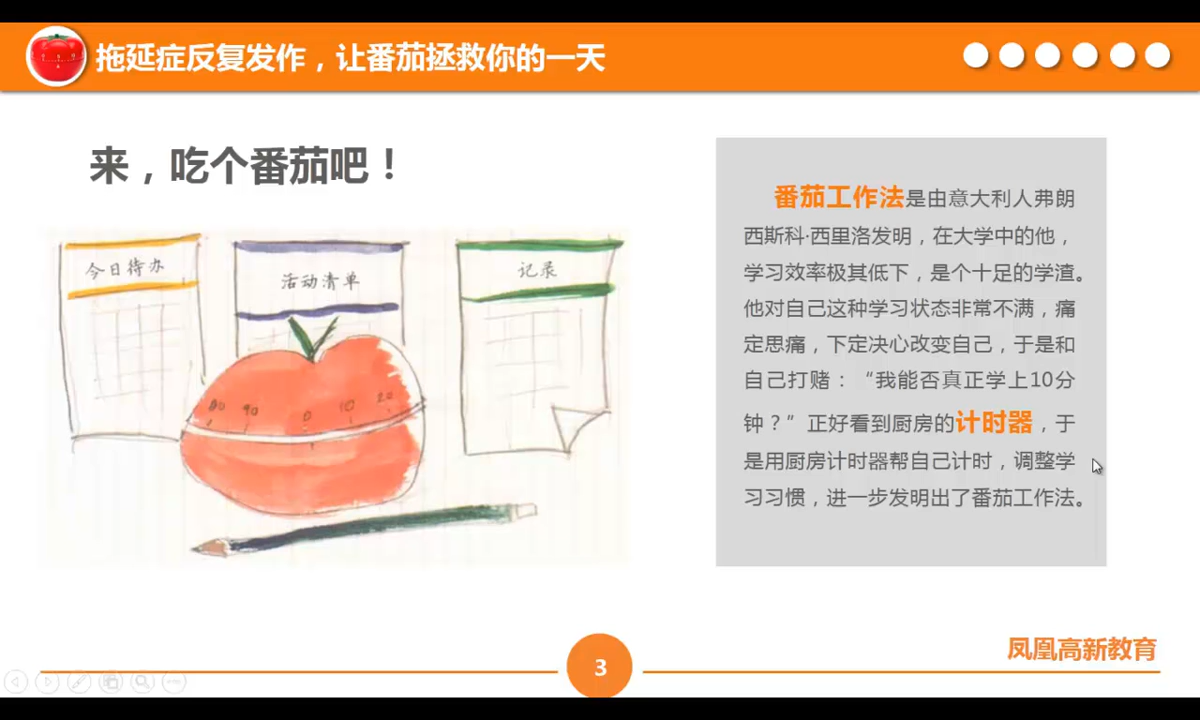 拖延症反复发作，让番茄拯救你的一天
来，吃个番茄吧！
今日待办
活动清单
记录
80 90 0 10 20
番茄工作法是由意大利人弗朗
西斯科·西里洛发明，在大学中的他，
学习效率极其低下，是个十足的学渣。
他对自己这种学习状态非常不满，痛
定思痛，下定决心改变自己，于是和
自己打赌：“我能否真正学上10分
钟？”正好看到厨房的计时器，于
是用厨房计时器帮自己计时，调整学
习习惯，进一步发明出了番茄工作法。
凤凰高新教育
3